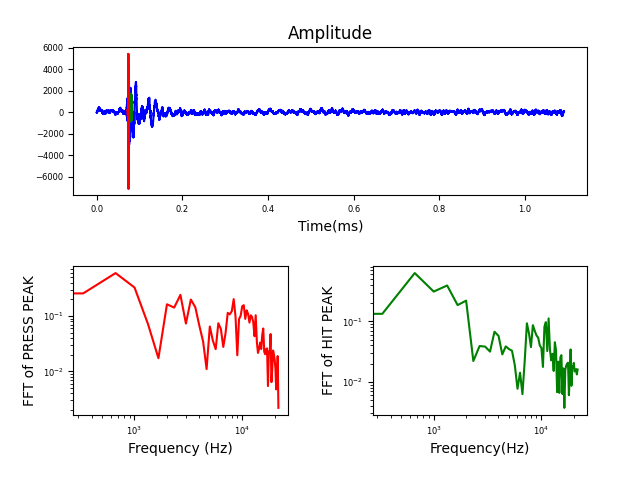 Amplitude
6000
4000
2000
0
−2000
−4000
−6000
0.0 0.2 0.4 0.6 0.8 1.0
Time(ms)
FFT of PRESS PEAK
10⁻¹
10⁻²
10³ 10⁴
Frequency (Hz)
FFT of HIT PEAK
10⁻¹
10⁻²
10³ 10⁴
Frequency(Hz)